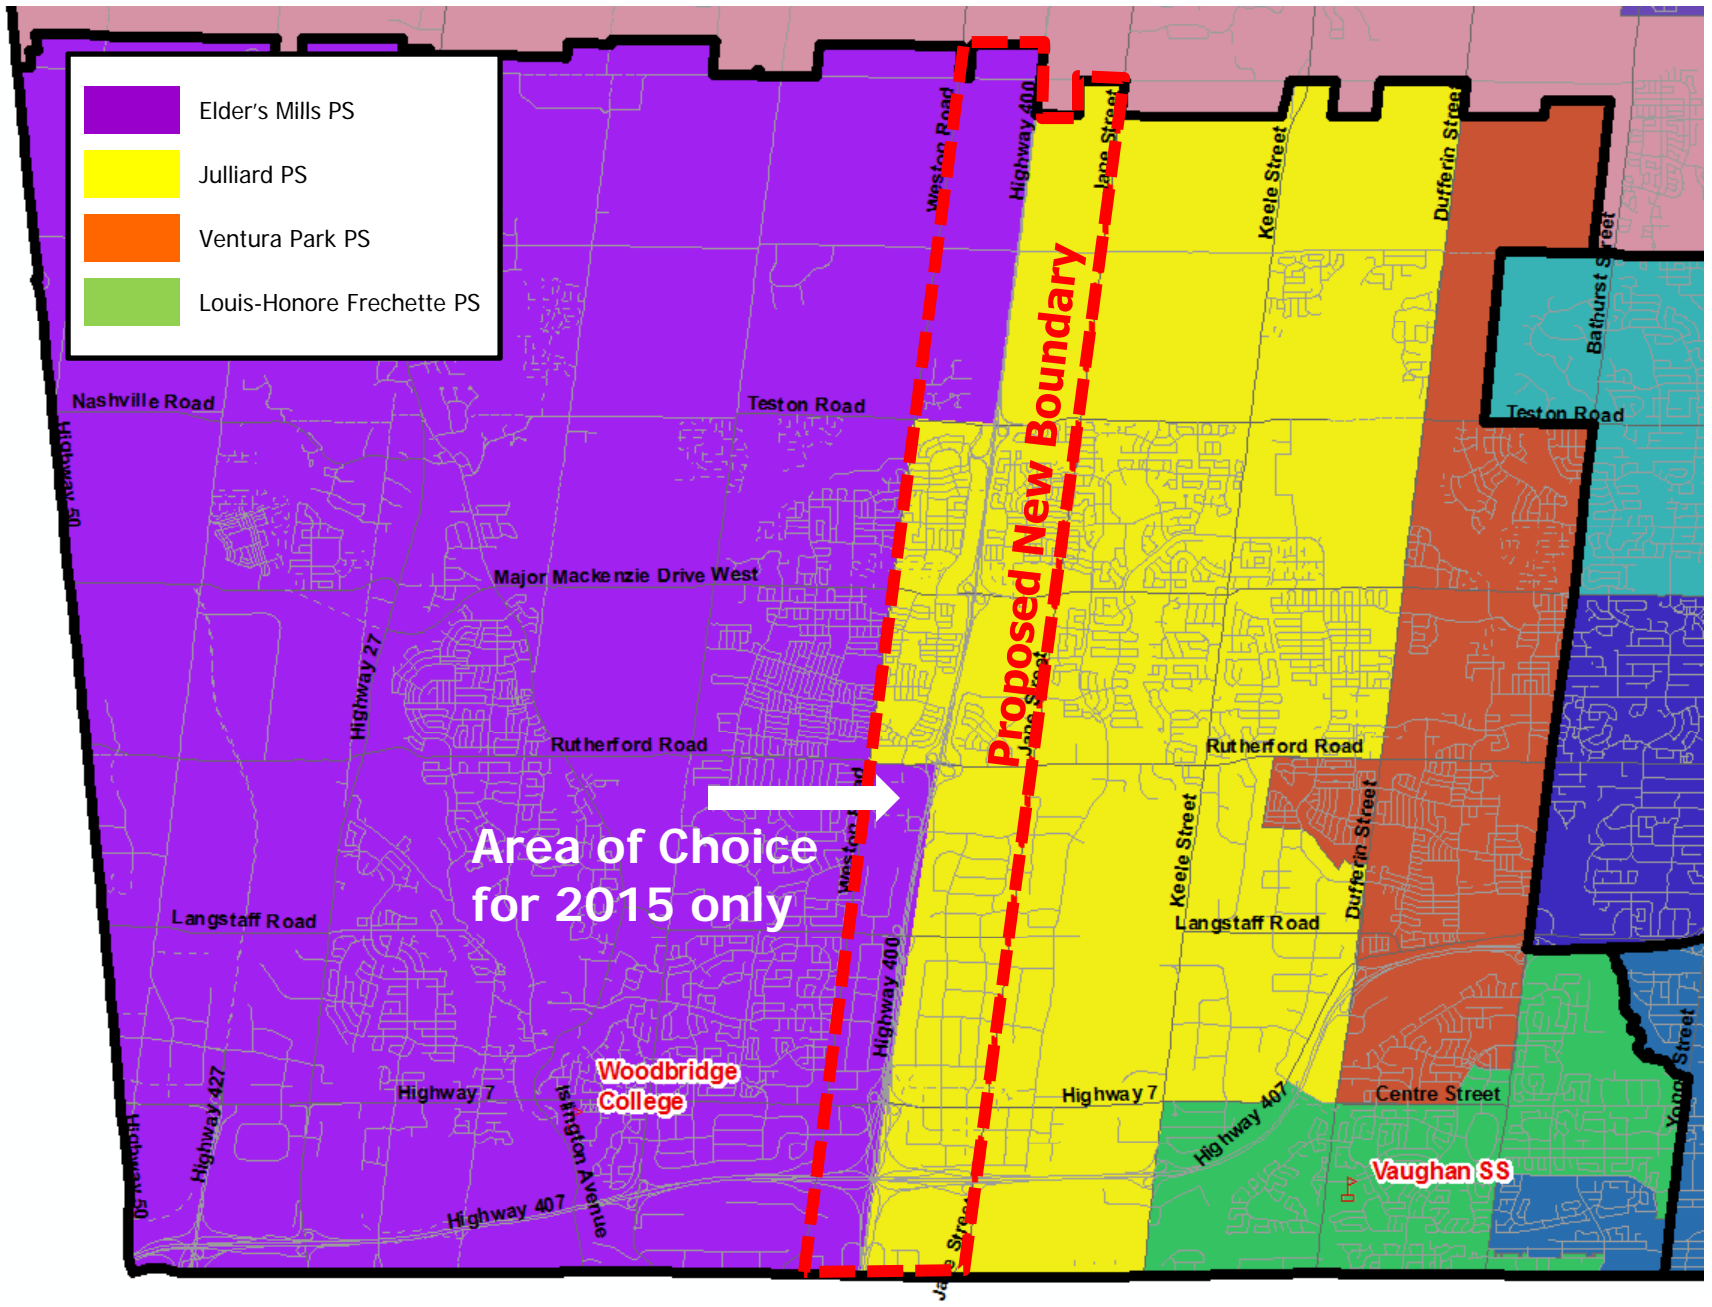 Elder's Mills PS
Julliard PS
Ventura Park PS
Louis-Honore Frechette PS
Weston Road
Highway 400
Jane Street
Keele Street
Dufferin Street
Bathurst Street
Proposed New Boundary
Nashville Road
Teston Road
Teston Road
Highway 50
Major Mackenzie Drive West
Highway 27
Jane Street
Rutherford Road
Rutherford Road
Weston Road
Keele Street
Dufferin Street
Area of Choice
for 2015 only
Langstaff Road
Langstaff Road
Highway 400
Woodbridge
College
Highway 7
Highway 7
Centre Street
Highway 407
Yonge Street
Highway 427
Highway 50
Islington Avenue
Vaughan SS
Highway 407
Jane Street